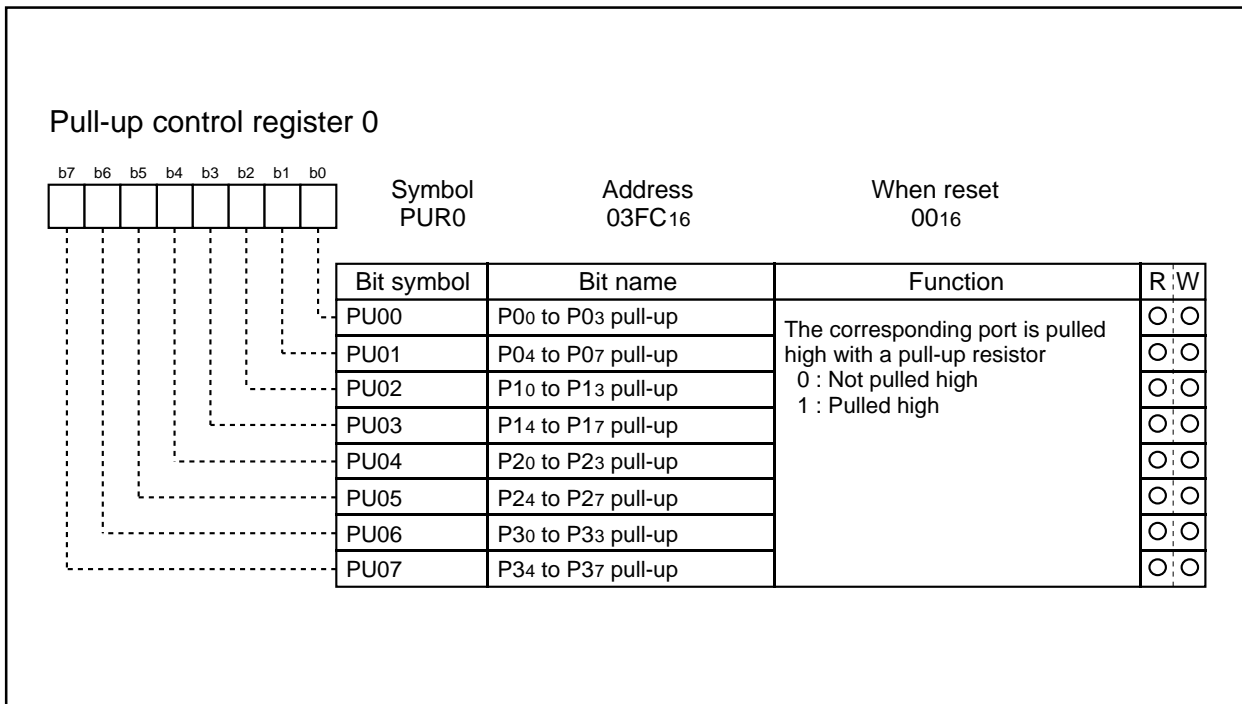 Pull-up control register 0
b7 b6 b5 b4 b3 b2 b1 b0
Symbol Address When reset
PUR0 03FC16 0016
Bit symbol Bit name Function R W
PU00 P00 to P03 pull-up The corresponding port is pulled
PU01 P04 to P07 pull-up high with a pull-up resistor
PU02 P10 to P13 pull-up 0 : Not pulled high
PU03 P14 to P17 pull-up 1 : Pulled high
PU04 P20 to P23 pull-up
PU05 P24 to P27 pull-up
PU06 P30 to P33 pull-up
PU07 P34 to P37 pull-up